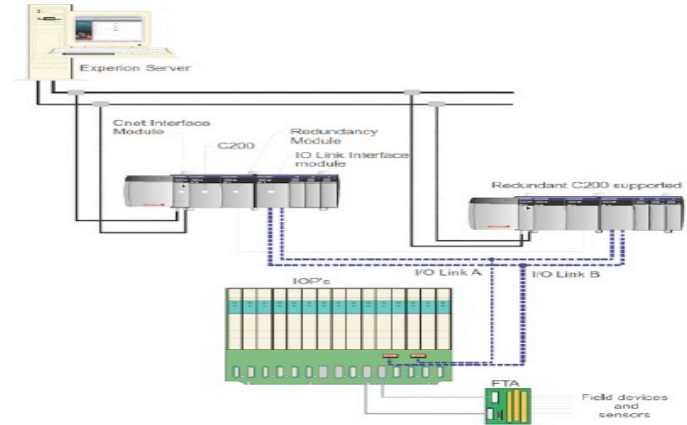 Experion Server
Cnet Interface
Module
C200
Redundancy
Module
IO Link Interface
module
Redundant C200 supported
I/O Link A
I/O Link B
IOP's
FTA
Field devices
and
sensors